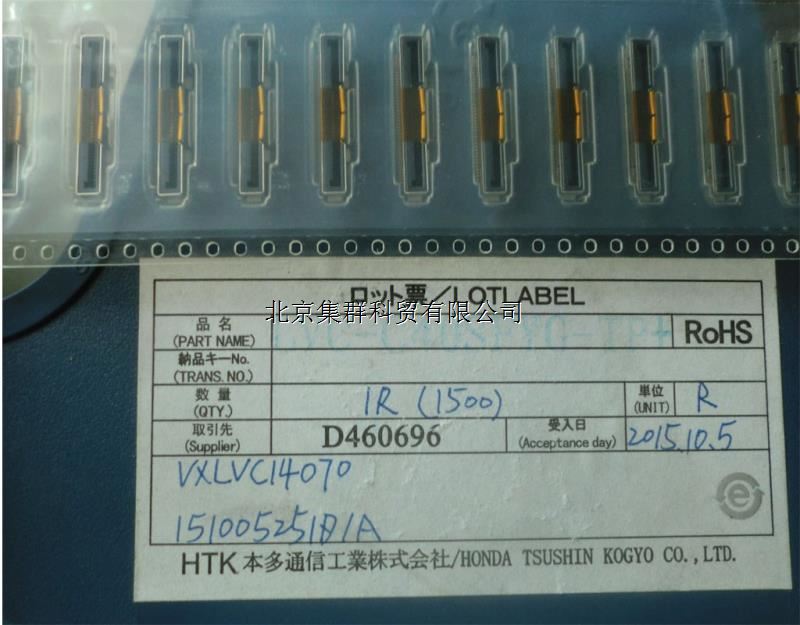 ロット票/LOTLABEL
北京集群科贸有限公司
品名
(PART NAME)
LVC-C40SFYG-TP+ RoHS
納品キーNo.
(TRANS. NO.)
数量
(QTY.)
1R (1500)
単位
(UNIT)
R
取引先
(Supplier)
D460696
受入日
(Acceptance day)
2015.10.5
VXLVC14070
e
HTK 本多通信工業株式会社/HONDA TSUSHIN KOGYO CO.,LTD.